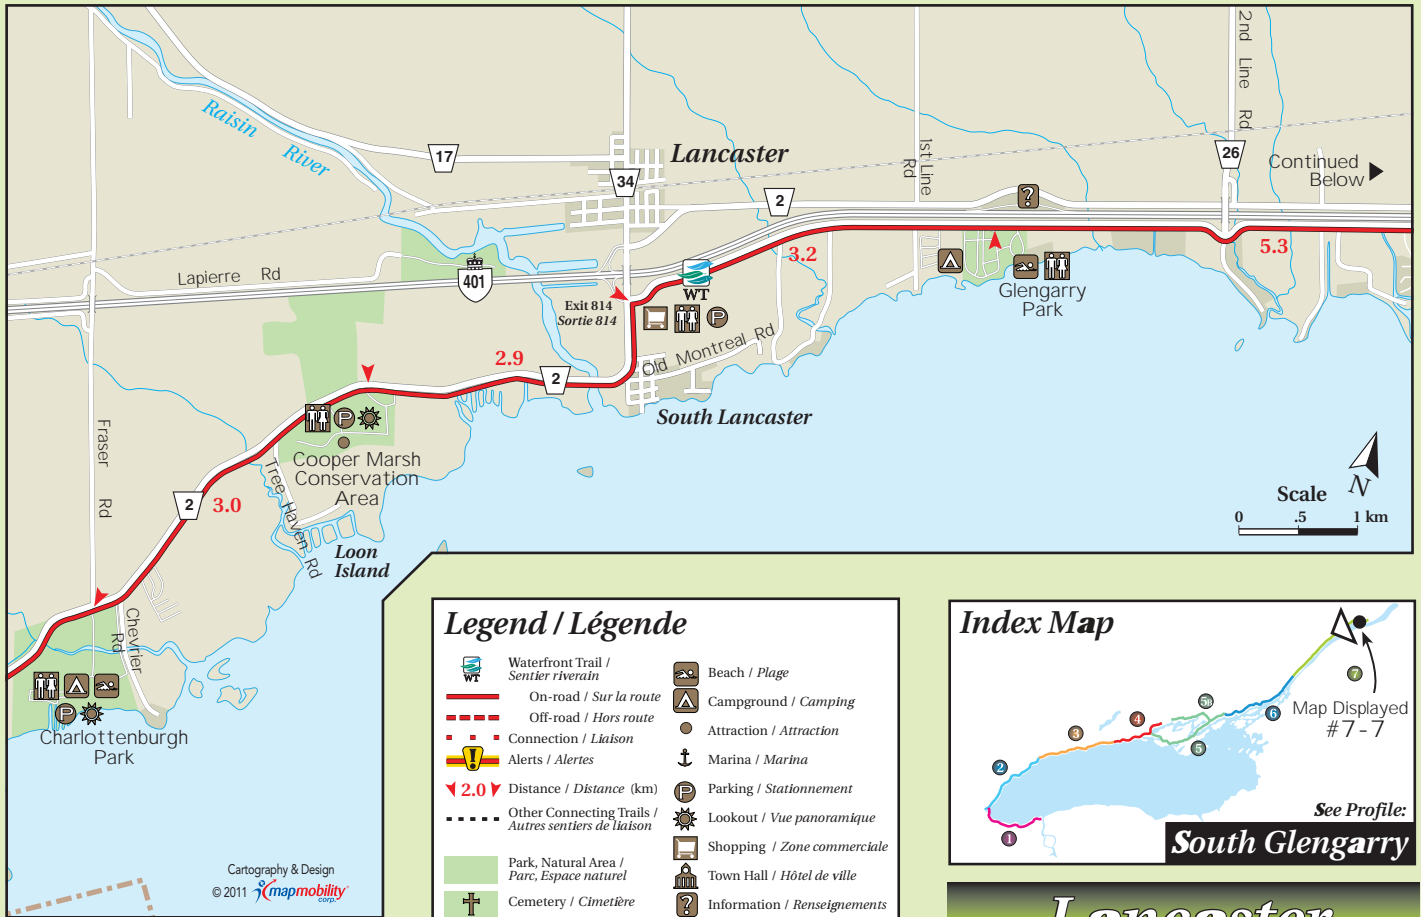 2nd Line Rd
Raisin River
17
Lancaster
34
2
1st Line Rd
26
Continued
Below
?
Lapierre Rd
401
3.2
5.3
WT
Glengarry
Park
Exit 814
Sortie 814
P
Old Montreal Rd
2.9
2
South Lancaster
P
Cooper Marsh
Conservation
Area
Fraser Rd
Tree Haven Rd
2
3.0
Loon
Island
N
Scale
0 .5 1 km
Chevrier Rd
P
Charlottenburgh
Park
Cartography & Design
© 2011 mapmobility corp.
Legend / Légende
WT
Waterfront Trail /
Sentier riverain
On-road / Sur la route
Off-road / Hors route
Connection / Liaison
! Alerts / Alertes
2.0 Distance / Distance (km)
Other Connecting Trails /
Autres sentiers de liaison
Park, Natural Area /
Parc, Espace naturel
Cemetery / Cimetière
Beach / Plage
Campground / Camping
Attraction / Attraction
Marina / Marina
P Parking / Stationnement
Lookout / Vue panoramique
Shopping / Zone commerciale
Town Hall / Hôtel de ville
? Information / Renseignements
Index Map
7
5B
6
4
5
3
2
1
Map Displayed
#7-7
See Profile:
South Glengarry
Lancaster